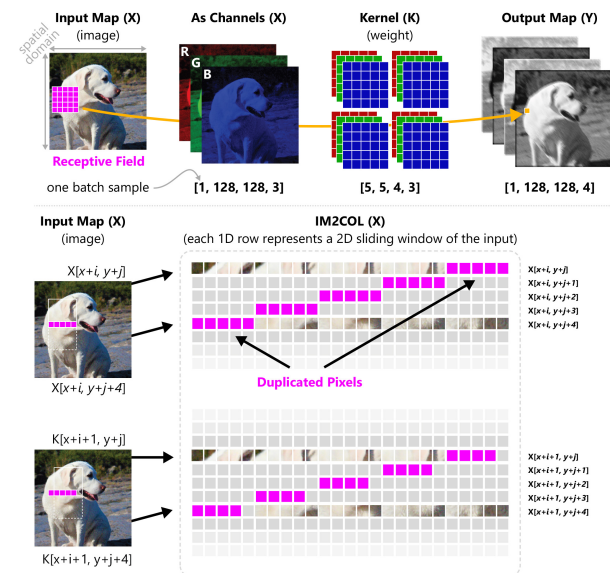 Input Map (X)
(image)
As Channels (X)
Kernel (K)
(weight)
Output Map (Y)
spatial
domain
R
G
B
Receptive Field
one batch sample
[1, 128, 128, 3]
[5, 5, 4, 3]
[1, 128, 128, 4]
Input Map (X)
(image)
IM2COL (X)
(each 1D row represents a 2D sliding window of the input)
X[x+i, y+j]
X[x+i, y+j]
X[x+i, y+j+1]
X[x+i, y+j+2]
X[x+i, y+j+3]
X[x+i, y+j+4]
X[x+i, y+j+4]
Duplicated Pixels
K[x+i+1, y+j]
X[x+i+1, y+j]
X[x+i+1, y+j+1]
X[x+i+1, y+j+2]
X[x+i+1, y+j+3]
X[x+i+1, y+j+4]
K[x+i+1, y+j+4]